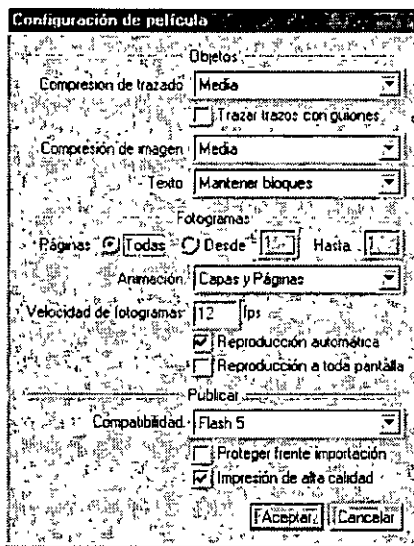 Configuración de película
Objetos
Compresión de trazado Media
Trazar trazos con guiones
Compresión de imagen Media
Texto Mantener bloques
Fotogramas
Páginas Todas Desde 1 Hasta 1
Animación Capas y Páginas
Velocidad de fotogramas 12 fps
Reproducción automática
Reproducción a toda pantalla
Publicar
Compatibilidad Flash 5
Proteger frente importación
Impresión de alta calidad
Aceptar Cancelar